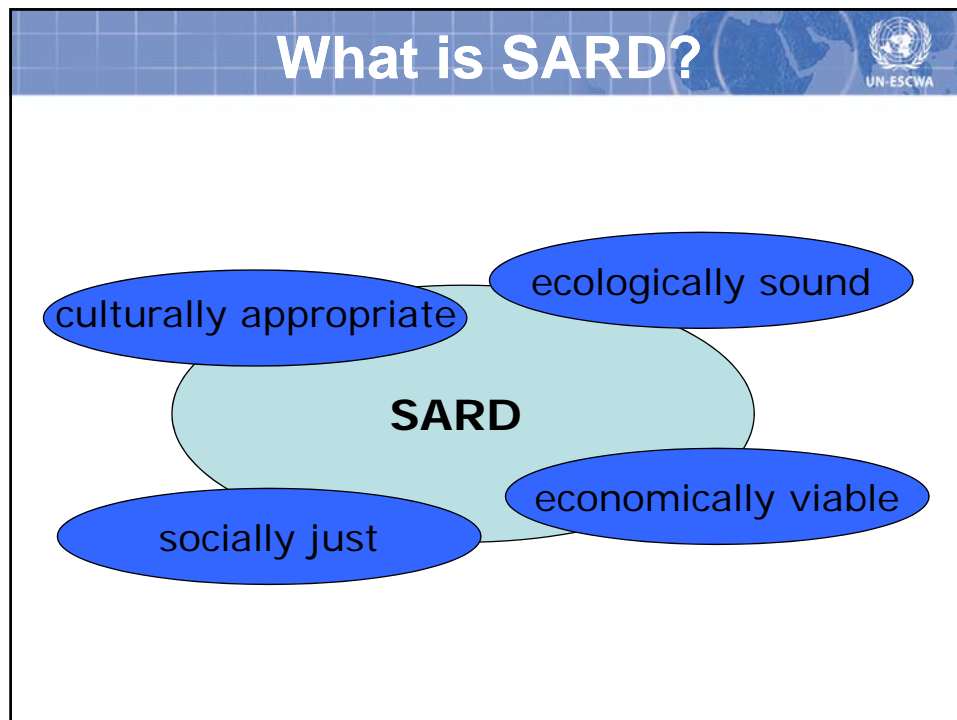 What is SARD?
UN-ESCWA
ecologically sound
culturally appropriate
SARD
economically viable
socially just